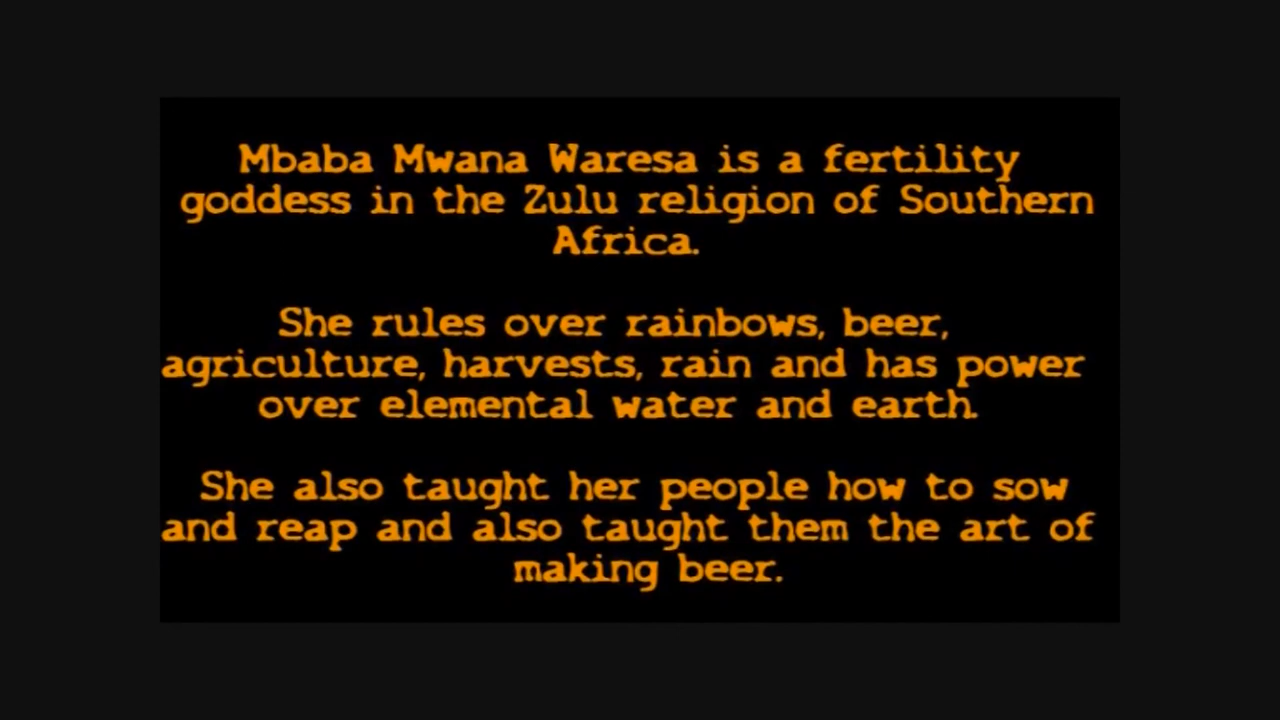 Mbaba Mwana Waresa is a fertility
goddess in the Zulu religion of Southern
Africa.
She rules over rainbows, beer,
agriculture, harvests, rain and has power
over elemental water and earth.
She also taught her people how to sow
and reap and also taught them the art of
making beer.